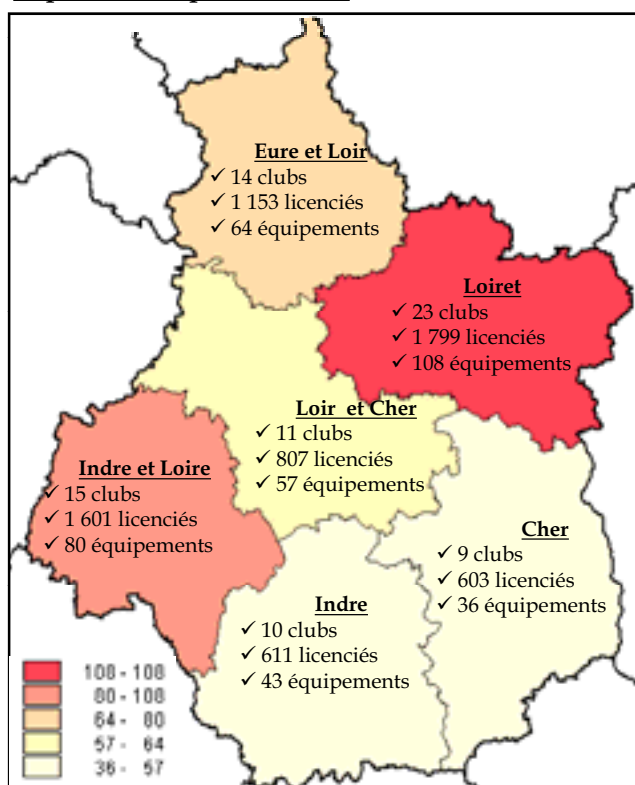 Eure et Loir
✓ 14 clubs
✓ 1 153 licenciés
✓ 64 équipements
Loiret
✓ 23 clubs
✓ 1 799 licenciés
✓ 108 équipements
Loir et Cher
✓ 11 clubs
✓ 807 licenciés
✓ 57 équipements
Indre et Loire
✓ 15 clubs
✓ 1 601 licenciés
✓ 80 équipements
Cher
✓ 9 clubs
✓ 603 licenciés
✓ 36 équipements
Indre
✓ 10 clubs
✓ 611 licenciés
✓ 43 équipements
108 - 108
80 - 108
64 - 80
57 - 64
36 - 57